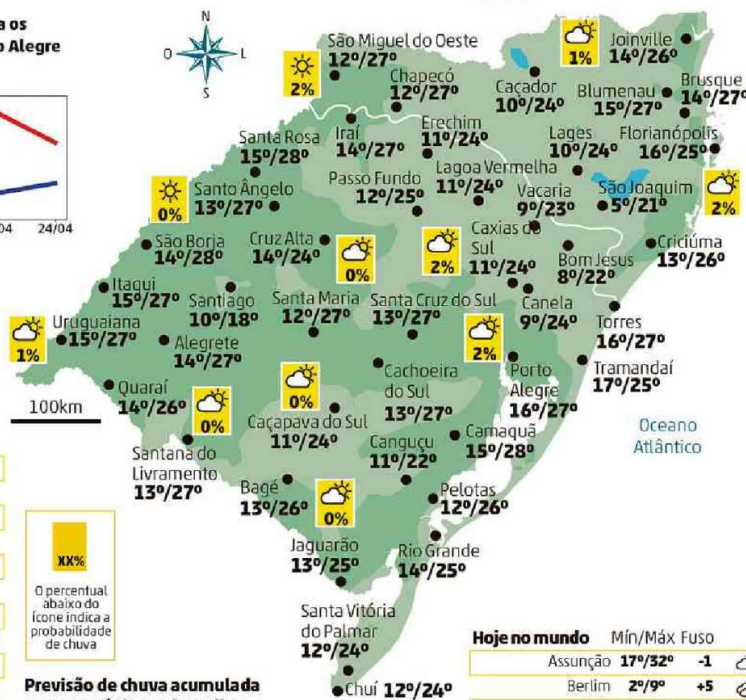 a os
o Alegre
04
24/04
N
O
L
S
São Miguel do Oeste
12º/27º
2%
Chapecó
12º/27º
Caçador
10º/24º
1%
Joinville
14º/26º
Blumenau
15º/27º
Brusque
14º/27º
Santa Rosa
15º/28º
Iraí
14º/27º
Erechim
11º/24º
Lages
10º/24º
Florianópolis
16º/25º
0%
Santo Ângelo
13º/27º
Passo Fundo
12º/25º
Lagoa Vermelha
11º/24º
Vacaria
9º/23º
São Joaquim
5º/21º
2%
São Borja
14º/28º
Cruz Alta
14º/24º
0%
2%
Caxias do
Sul
11º/24º
Bom Jesus
8º/22º
Criciúma
13º/26º
Itaqui
15º/27º
Santiago
10º/18º
Santa Maria
12º/27º
Santa Cruz do Sul
13º/27º
Canela
9º/24º
Torres
16º/27º
1%
Uruguaiana
15º/27º
Alegrete
14º/27º
2%
Porto
Alegre
16º/27º
Tramandaí
17º/25º
Quaraí
14º/26º
0%
0%
Cachoeira
do Sul
13º/27º
100km
Caçapava do Sul
11º/24º
Camaquã
15º/28º
Oceano
Atlântico
Santana do
Livramento
13º/27º
Canguçu
11º/22º
Bagé
13º/26º
0%
Pelotas
12º/26º
Jaguarão
13º/25º
Rio Grande
14º/25º
XX%
O percentual
abaixo do
ícone indica a
probabilidade
de chuva
Santa Vitória
do Palmar
12º/24º
Chuí 12º/24º
Previsão de chuva acumulada
Hoje no mundo Mín/Máx Fuso
Assunção 17º/32º -1
Berlim 2º/9º +5